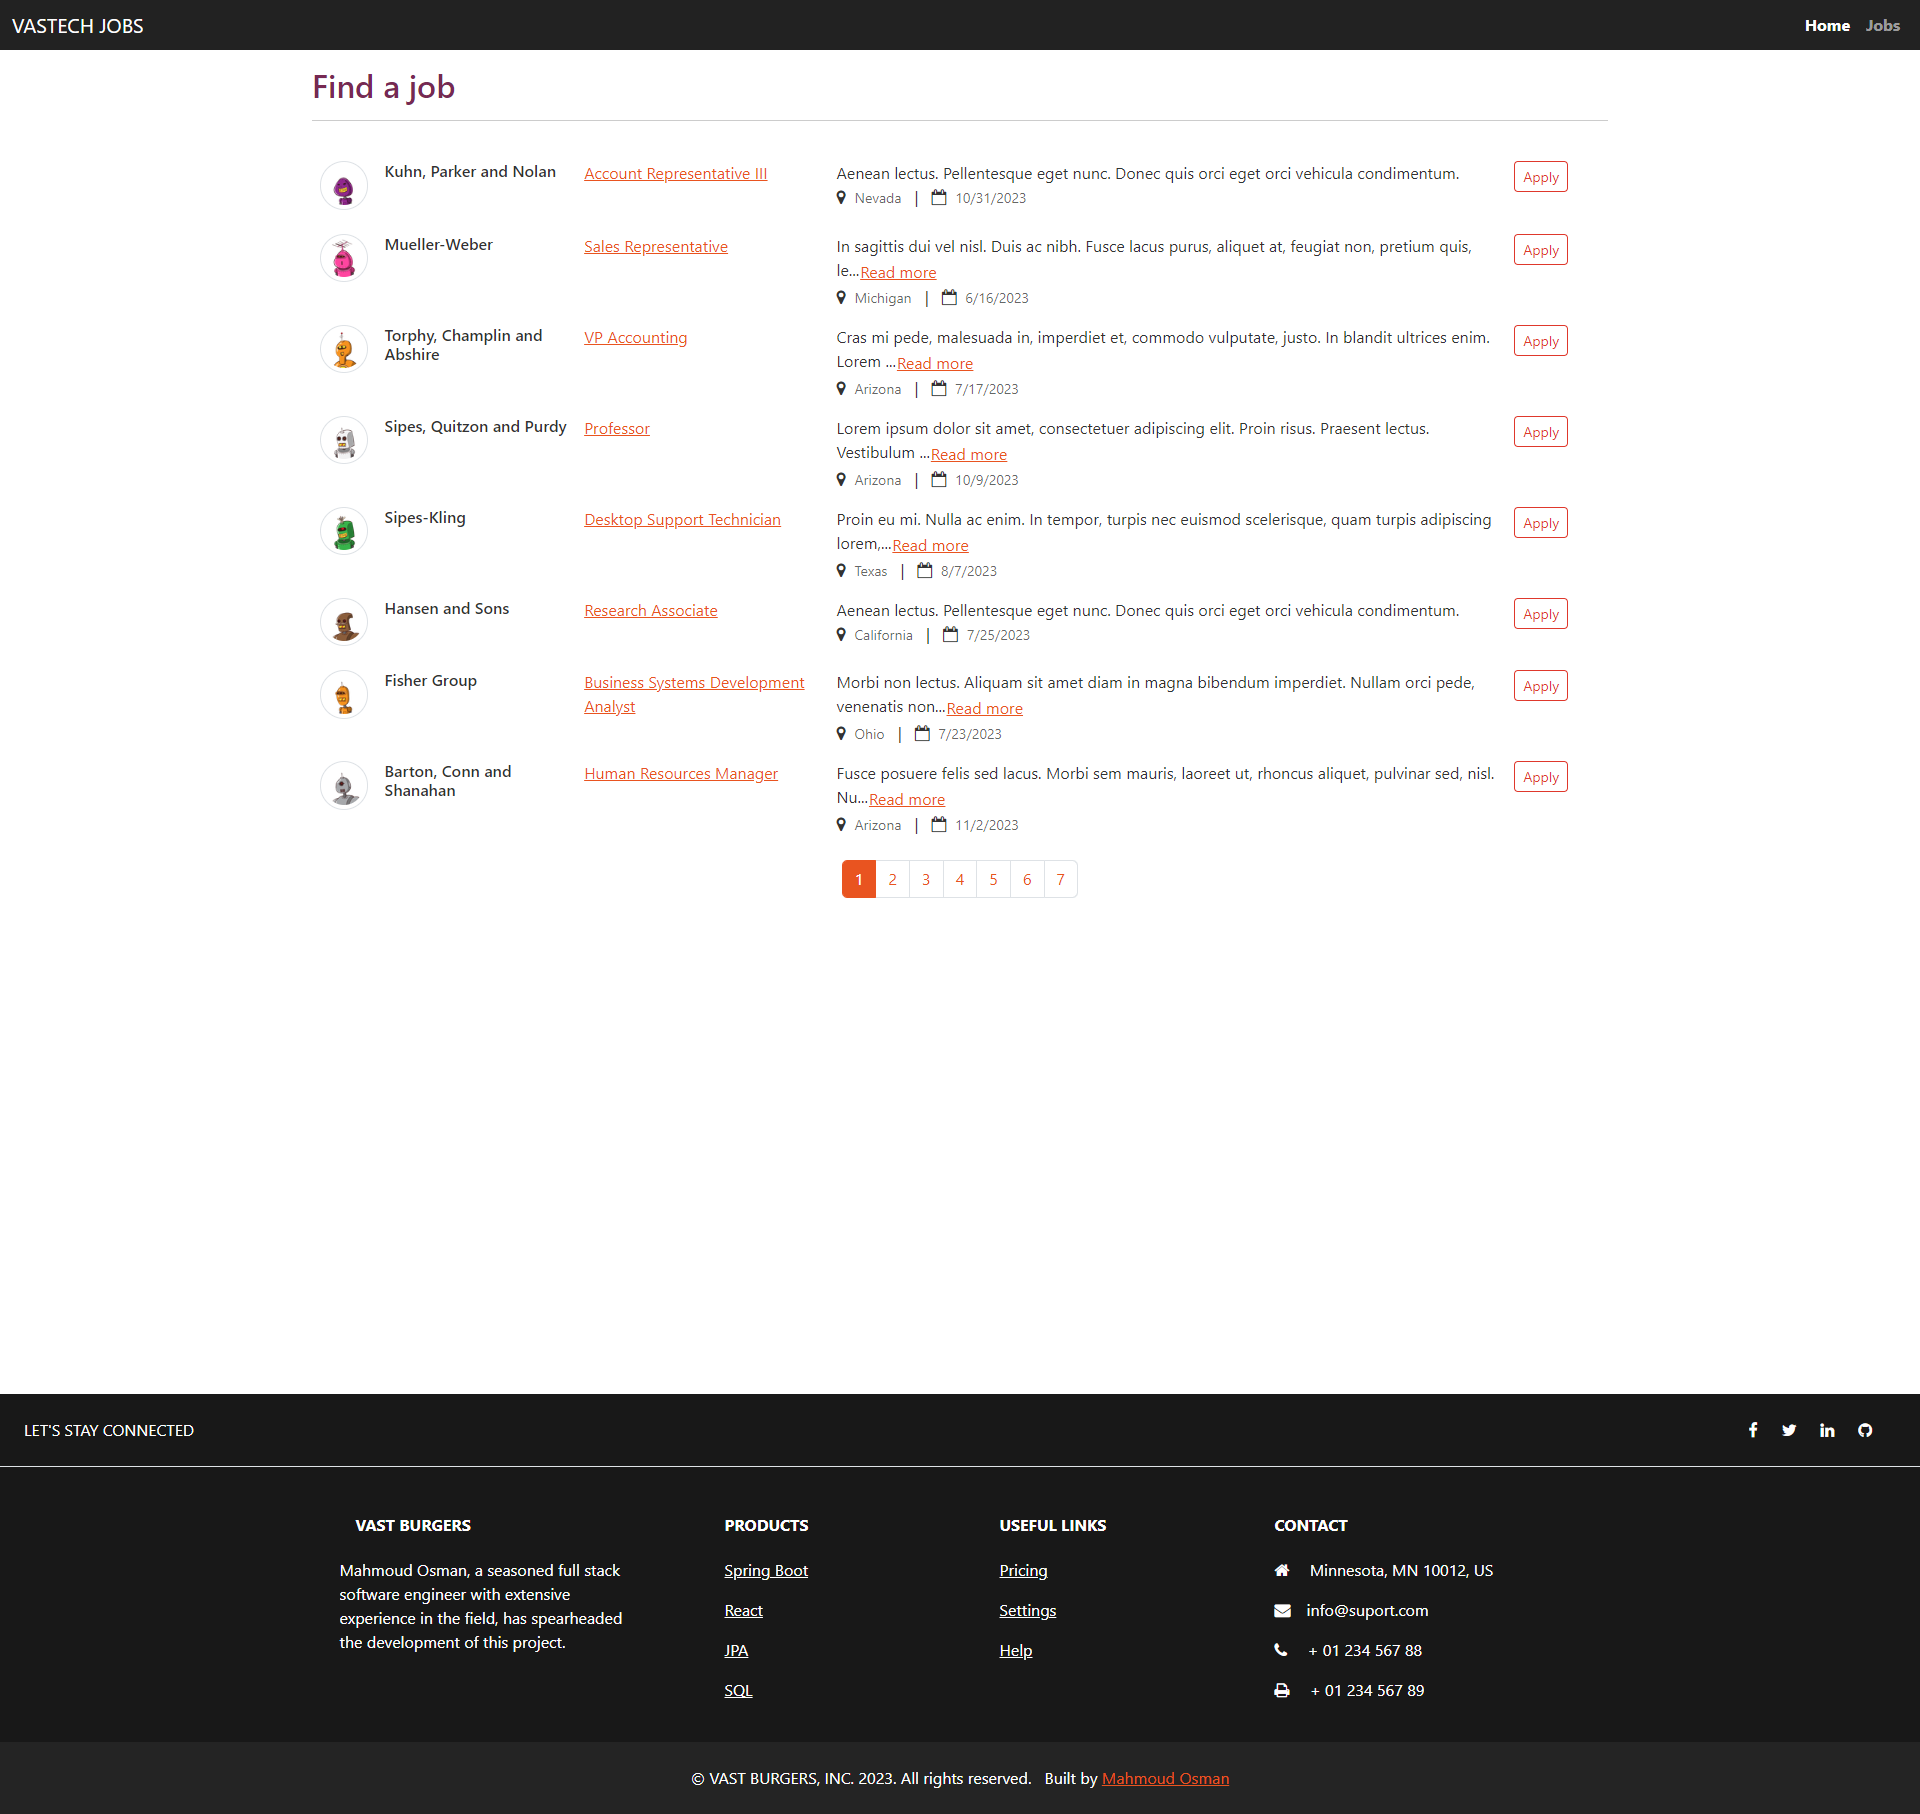 VASTECH JOBS
Home Jobs
Find a job
Kuhn, Parker and Nolan
Account Representative III
Aenean lectus. Pellentesque eget nunc. Donec quis orci eget orci vehicula condimentum.
Nevada | 10/31/2023
Apply
Mueller-Weber
Sales Representative
In sagittis dui vel nisl. Duis ac nibh. Fusce lacus purus, aliquet at, feugiat non, pretium quis,
le...Read more
Michigan | 6/16/2023
Apply
Torphy, Champlin and
Abshire
VP Accounting
Cras mi pede, malesuada in, imperdiet et, commodo vulputate, justo. In blandit ultrices enim.
Lorem ...Read more
Arizona | 7/17/2023
Apply
Sipes, Quitzon and Purdy
Professor
Lorem ipsum dolor sit amet, consectetuer adipiscing elit. Proin risus. Praesent lectus.
Vestibulum ...Read more
Arizona | 10/9/2023
Apply
Sipes-Kling
Desktop Support Technician
Proin eu mi. Nulla ac enim. In tempor, turpis nec euismod scelerisque, quam turpis adipiscing
lorem,...Read more
Texas | 8/7/2023
Apply
Hansen and Sons
Research Associate
Aenean lectus. Pellentesque eget nunc. Donec quis orci eget orci vehicula condimentum.
California | 7/25/2023
Apply
Fisher Group
Business Systems Development
Analyst
Morbi non lectus. Aliquam sit amet diam in magna bibendum imperdiet. Nullam orci pede,
venenatis non...Read more
Ohio | 7/23/2023
Apply
Barton, Conn and
Shanahan
Human Resources Manager
Fusce posuere felis sed lacus. Morbi sem mauris, laoreet ut, rhoncus aliquet, pulvinar sed, nisl.
Nu...Read more
Arizona | 11/2/2023
Apply
1 2 3 4 5 6 7
LET'S STAY CONNECTED
VAST BURGERS
Mahmoud Osman, a seasoned full stack
software engineer with extensive
experience in the field, has spearheaded
the development of this project.
PRODUCTS
Spring Boot
React
JPA
SQL
USEFUL LINKS
Pricing
Settings
Help
CONTACT
Minnesota, MN 10012, US
info@suport.com
+ 01 234 567 88
+ 01 234 567 89
© VAST BURGERS, INC. 2023. All rights reserved. Built by Mahmoud Osman